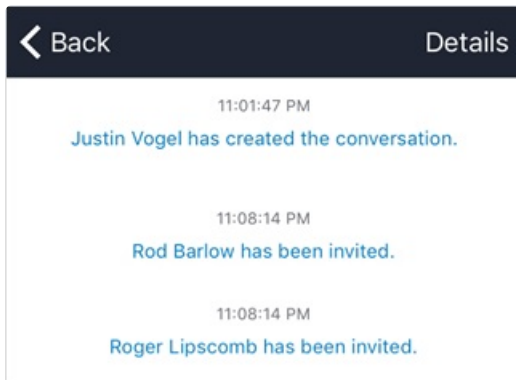 Back
Details
11:01:47 PM
Justin Vogel has created the conversation.
11:08:14 PM
Rod Barlow has been invited.
11:08:14 PM
Roger Lipscomb has been invited.